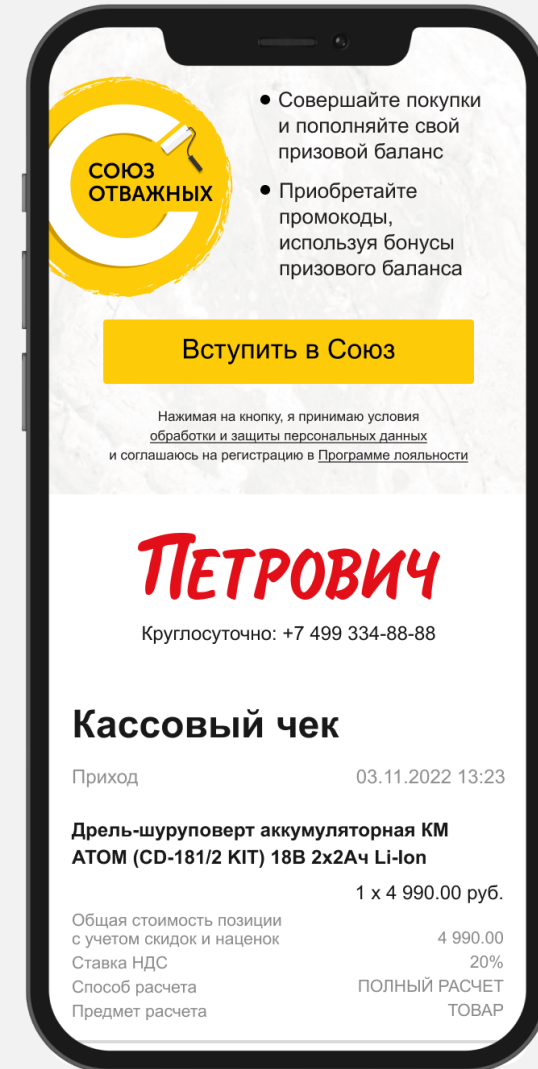 СОЮЗ
ОТВАЖНЫХ
• Совершайте покупки
и пополняйте свой
призовой баланс
• Приобретайте
промокоды,
используя бонусы
призового баланса
Вступить в Союз
Нажимая на кнопку, я принимаю условия
обработки и защиты персональных данных
и соглашаюсь на регистрацию в Программе лояльности
ПЕТРОВИЧ
Круглосуточно: +7 499 334-88-88
Кассовый чек
Приход 03.11.2022 13:23
Дрель-шуруповерт аккумуляторная КМ
АТОМ (CD-181/2 KIT) 18В 2х2Ач Li-Ion
1 х 4 990.00 руб.
Общая стоимость позиции
с учетом скидок и наценок 4 990.00
Ставка НДС 20%
Способ расчета ПОЛНЫЙ РАСЧЕТ
Предмет расчета ТОВАР